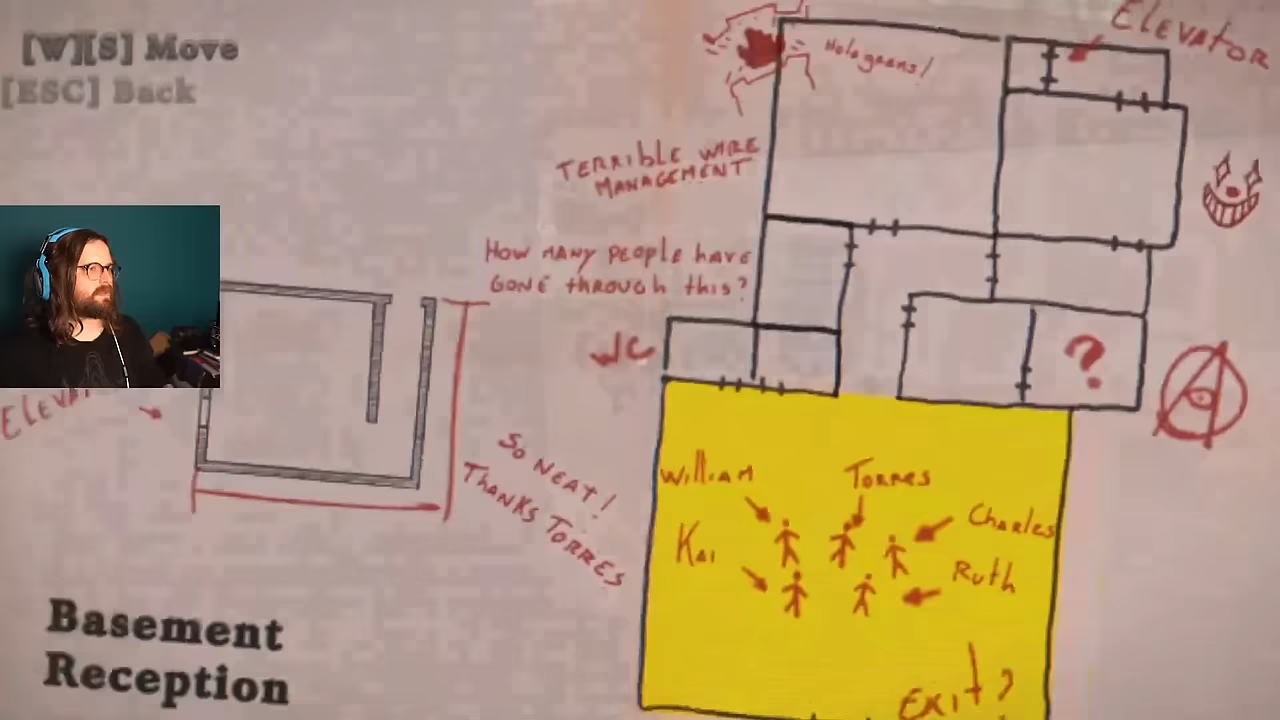 [W][S] Move
[ESC] Back
ELEVATOR
Holograms!
TERRIBLE WIRE
MANAGEMENT
HOW MANY PEOPLE HAVE
GONE THROUGH THIS?
WC
?
SO NEAT!
THANKS TORRES
William
TORRES
Charles
KAI
Ruth
EXIT?
Basement
Reception